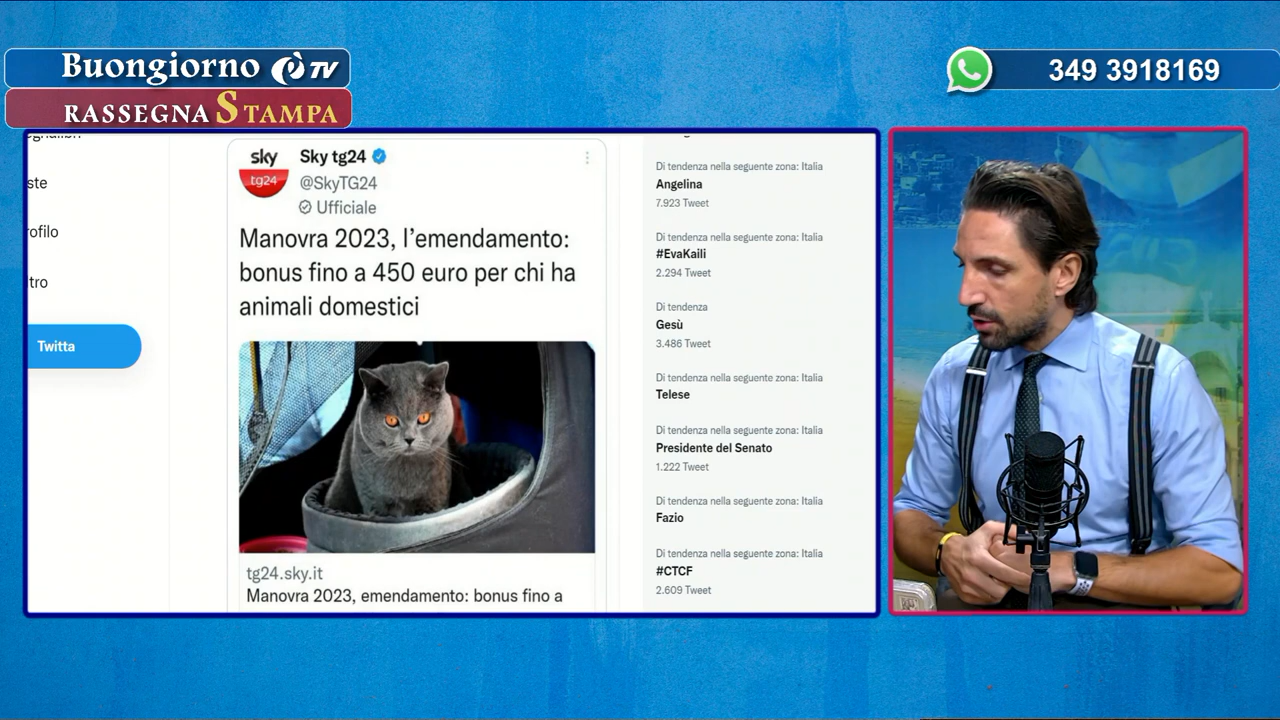 Buongiorno è TV
RASSEGNA STAMPA
349 3918169
ste
ofilo
tro
Twitta
sky
tg24
Sky tg24
@SkyTG24
Ufficiale
Manovra 2023, l’emendamento:
bonus fino a 450 euro per chi ha
animali domestici
tg24.sky.it
Manovra 2023, emendamento: bonus fino a
Di tendenza nella seguente zona: Italia
Angelina
7.923 Tweet
Di tendenza nella seguente zona: Italia
#EvaKaili
2.294 Tweet
Di tendenza
Gesù
3.486 Tweet
Di tendenza nella seguente zona: Italia
Telese
Di tendenza nella seguente zona: Italia
Presidente del Senato
1.222 Tweet
Di tendenza nella seguente zona: Italia
Fazio
Di tendenza nella seguente zona: Italia
#CTCF
2.609 Tweet